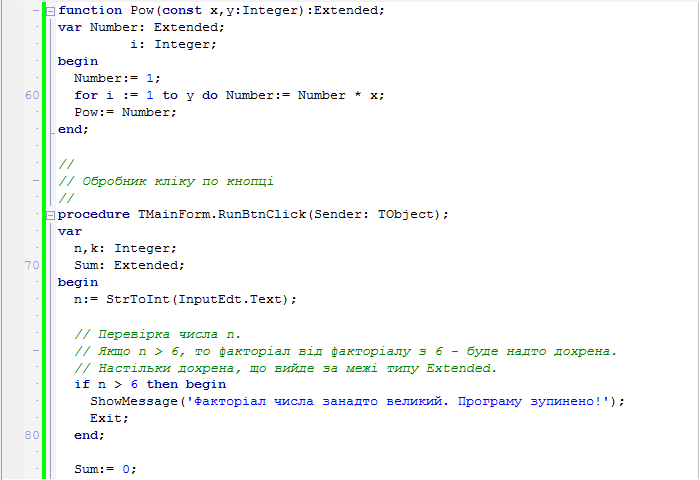 function Pow(const x,y:Integer):Extended;
var Number: Extended;
i: Integer;
begin
Number:= 1;
60 for i := 1 to y do Number:= Number * x;
Pow:= Number;
end;
//
// Обробник кліку по кнопці
//
procedure TMainForm.RunBtnClick(Sender: TObject);
var
n,k: Integer;
70 Sum: Extended;
begin
n:= StrToInt(InputEdt.Text);
// Перевірка числа n.
// Якщо n > 6, то факторіал від факторіалу з 6 - буде надто дохрена.
// Настільки дохрена, що вийде за межі типу Extended.
if n > 6 then begin
ShowMessage('Факторіал числа занадто великий. Програму зупинено!');
Exit;
80 end;
Sum:= 0;